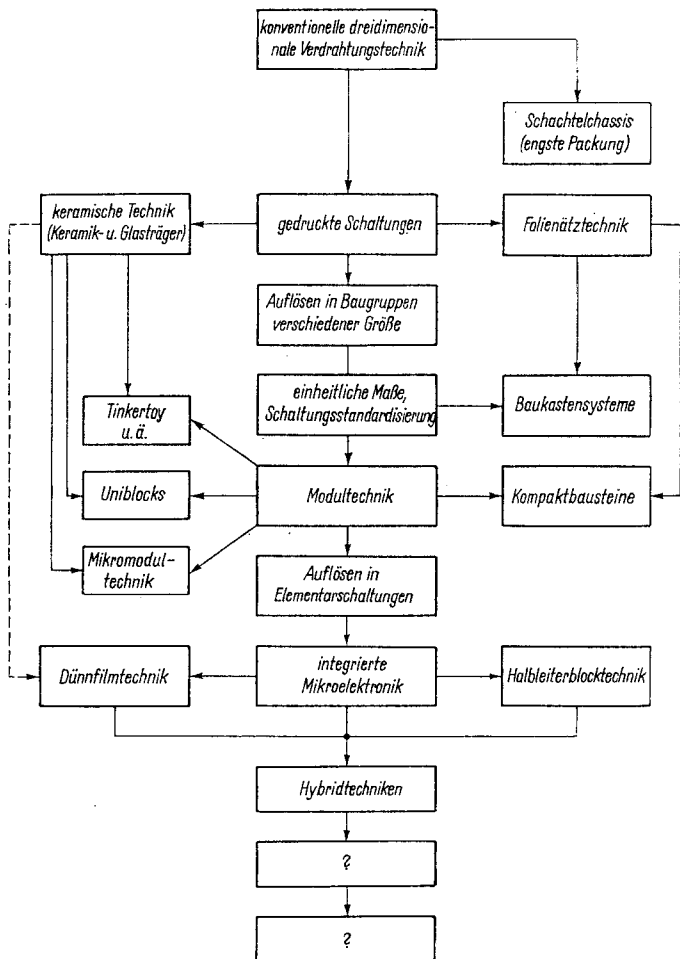 konventionelle dreidimensio-
nale Verdrahtungstechnik
Schachtelchassis
(engste Packung)
keramische Technik
(Keramik- u. Glasträger)
gedruckte Schaltungen
Folienätztechnik
Auflösen in Baugruppen
verschiedener Größe
einheitliche Maße,
Schaltungsstandardisierung
Baukastensysteme
Tinkertoy
u. ä.
Uniblocks
Modultechnik
Kompaktbausteine
Mikromodul-
technik
Auflösen in
Elementarschaltungen
Dünnfilmtechnik
integrierte
Mikroelektronik
Halbleiterblocktechnik
Hybridtechniken
?
?